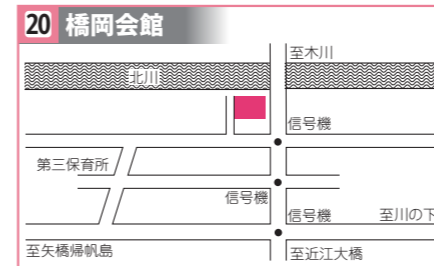 20 橋岡会館
至木川
北川
信号機
第三保育所
信号機
信号機
至川の下
至矢橋帰帆島
至近江大橋